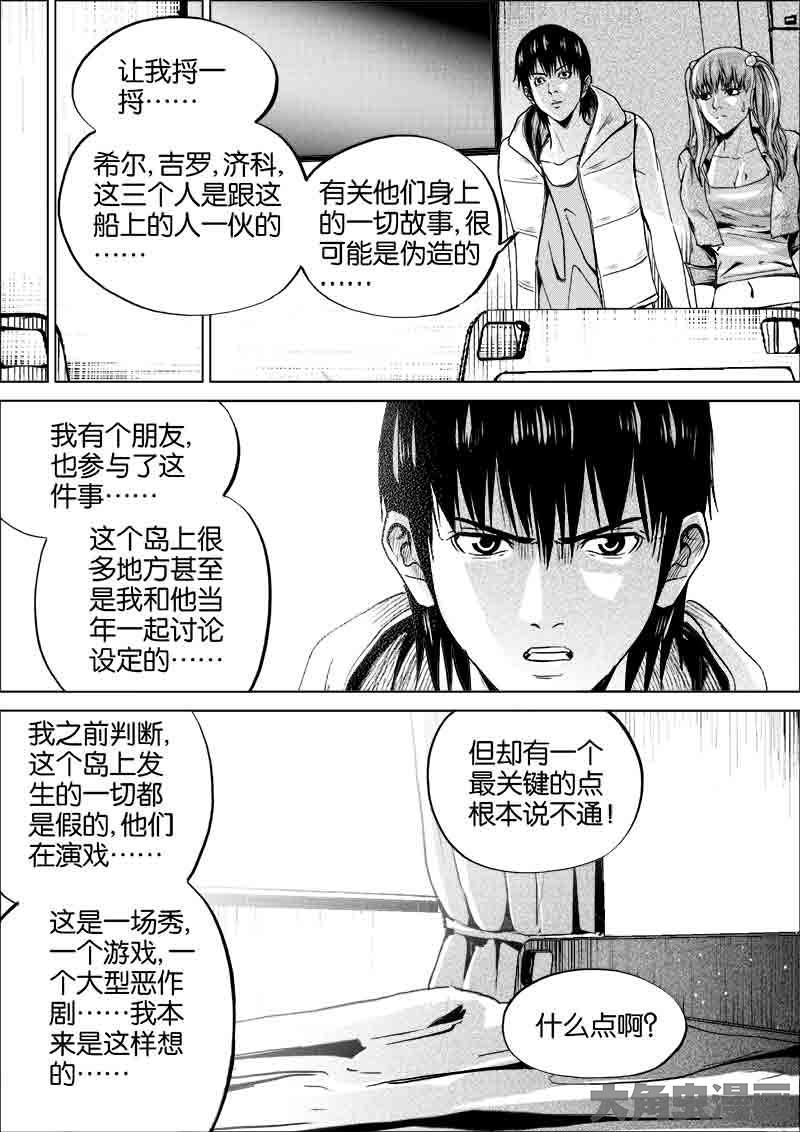 让我捋一
捋……
希尔,吉罗,济科,
这三个人是跟这
船上的人一伙的
……
有关他们身上
的一切故事,很
可能是伪造的
……
我有个朋友,
也参与了这
件事……
这个岛上很
多地方甚至
是我和他当
年一起讨论
设定的……
我之前判断,
这个岛上发
生的一切都
是假的,他们
在演戏……
这是一场秀,
一个游戏,一
个大型恶作
剧……我本
来是这样想
的……
但却有一个
最关键的点
根本说不通!
什么点啊?
大角虫漫画